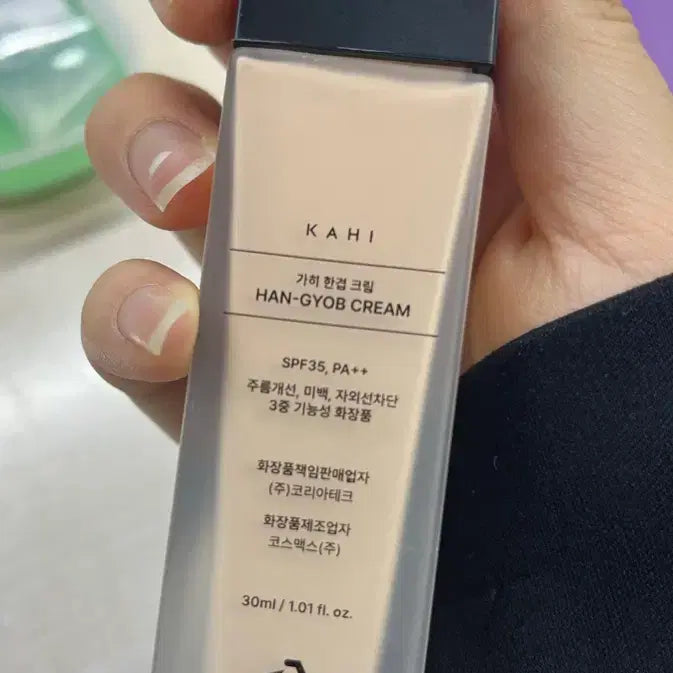 KAHI
가히 한겹 크림
HAN-GYOB CREAM
SPF35, PA++
주름개선, 미백, 자외선차단
3중 기능성 화장품
화장품책임판매업자
(주)코리아테크
화장품제조업자
코스맥스(주)
30ml / 1.01 fl. oz.